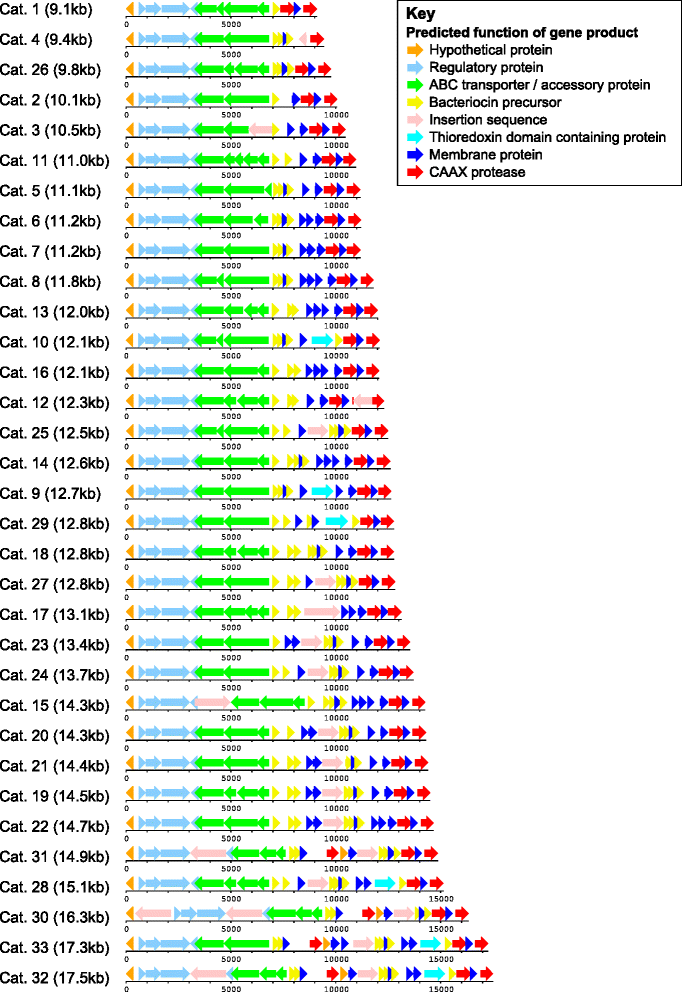 Cat. 1 (9.1kb)
0 5000
Cat. 4 (9.4kb)
0 5000
Cat. 26 (9.8kb)
0 5000
Cat. 2 (10.1kb)
0 5000 10000
Cat. 3 (10.5kb)
0 5000 10000
Cat. 11 (11.0kb)
0 5000 10000
Cat. 5 (11.1kb)
0 5000 10000
Cat. 6 (11.2kb)
0 5000 10000
Cat. 7 (11.2kb)
0 5000 10000
Cat. 8 (11.8kb)
0 5000 10000
Cat. 13 (12.0kb)
0 5000 10000
Cat. 10 (12.1kb)
0 5000 10000
Cat. 16 (12.1kb)
0 5000 10000
Cat. 12 (12.3kb)
0 5000 10000
Cat. 25 (12.5kb)
0 5000 10000
Cat. 14 (12.6kb)
0 5000 10000
Cat. 9 (12.7kb)
0 5000 10000
Cat. 29 (12.8kb)
0 5000 10000
Cat. 18 (12.8kb)
0 5000 10000
Cat. 27 (12.8kb)
0 5000 10000
Cat. 17 (13.1kb)
0 5000 10000
Cat. 23 (13.4kb)
0 5000 10000
Cat. 24 (13.7kb)
0 5000 10000
Cat. 15 (14.3kb)
0 5000 10000
Cat. 20 (14.3kb)
0 5000 10000
Cat. 21 (14.4kb)
0 5000 10000
Cat. 19 (14.5kb)
0 5000 10000
Cat. 22 (14.7kb)
0 5000 10000
Cat. 31 (14.9kb)
0 5000 10000
Cat. 28 (15.1kb)
0 5000 10000 15000
Cat. 30 (16.3kb)
0 5000 10000 15000
Cat. 33 (17.3kb)
0 5000 10000 15000
Cat. 32 (17.5kb)
0 5000 10000 15000
Key
Predicted function of gene product
Hypothetical protein
Regulatory protein
ABC transporter / accessory protein
Bacteriocin precursor
Insertion sequence
Thioredoxin domain containing protein
Membrane protein
CAAX protease